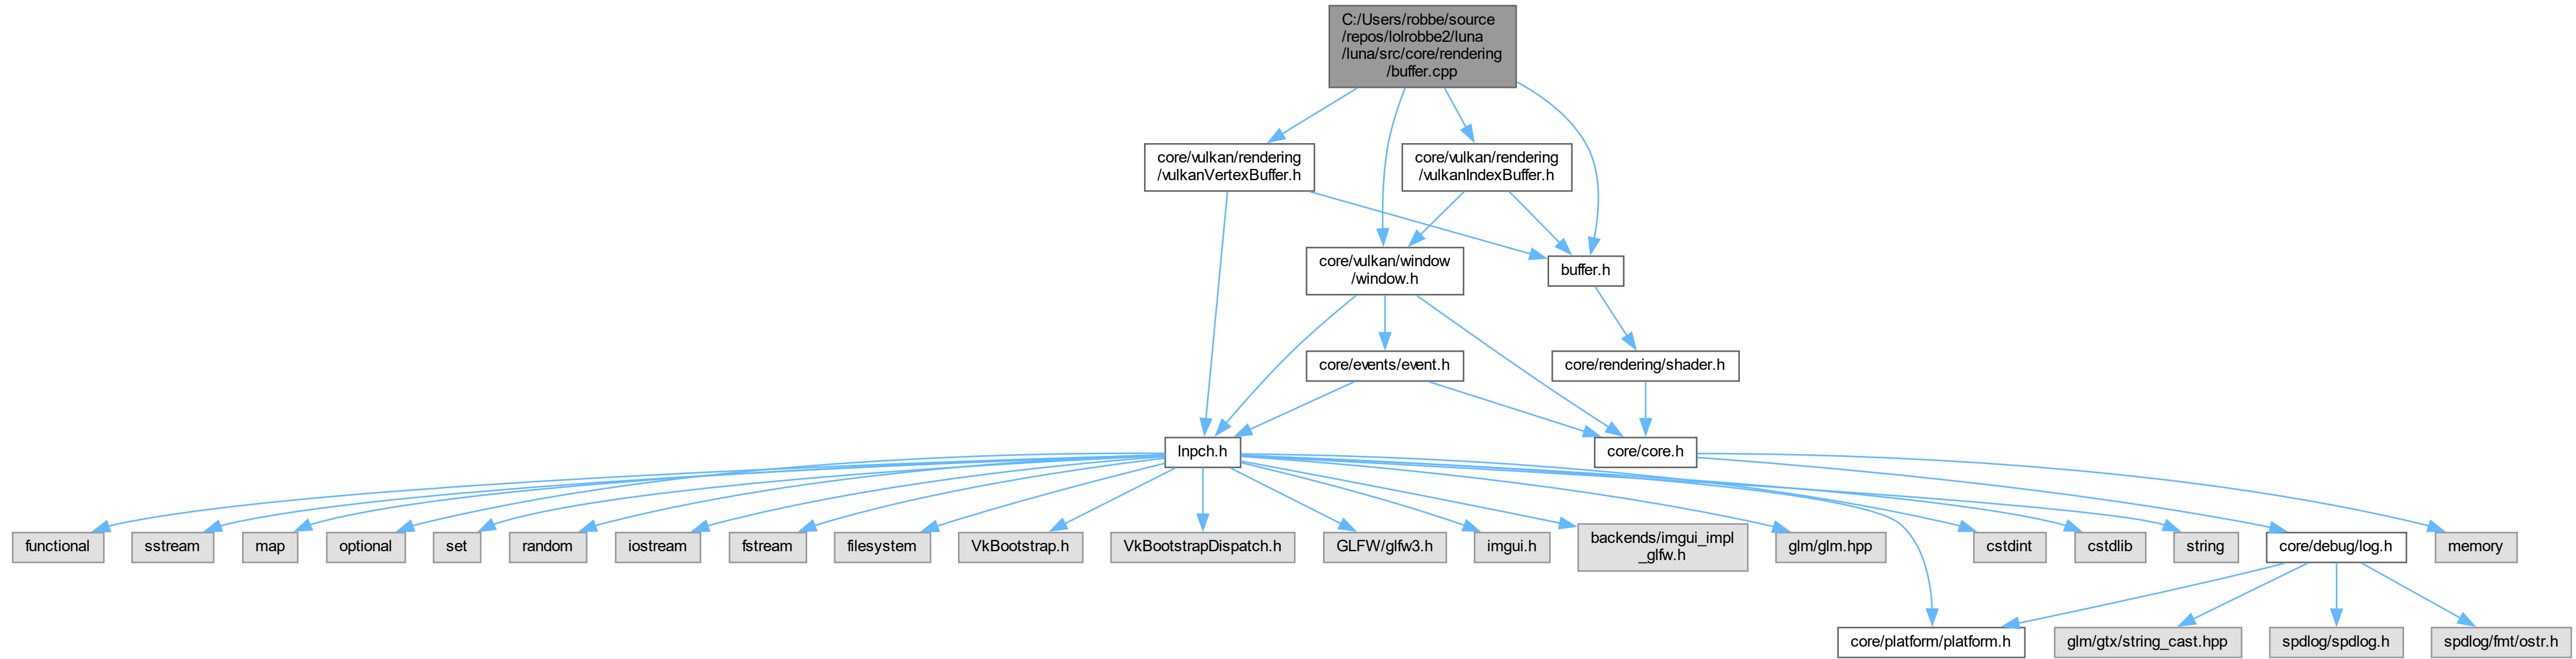 C:/Users/robbe/source
/repos/lolrobbe2/luna
/luna/src/core/rendering
/buffer.cpp
core/vulkan/rendering
/vulkanVertexBuffer.h
core/vulkan/rendering
/vulkanIndexBuffer.h
core/vulkan/window
/window.h
buffer.h
core/events/event.h
core/rendering/shader.h
lnpch.h
core/core.h
functional
sstream
map
optional
set
random
iostream
fstream
filesystem
VkBootstrap.h
VkBootstrapDispatch.h
GLFW/glfw3.h
imgui.h
backends/imgui_impl
_glfw.h
glm/glm.hpp
cstdint
cstdlib
string
core/debug/log.h
memory
core/platform/platform.h
glm/gtx/string_cast.hpp
spdlog/spdlog.h
spdlog/fmt/ostr.h